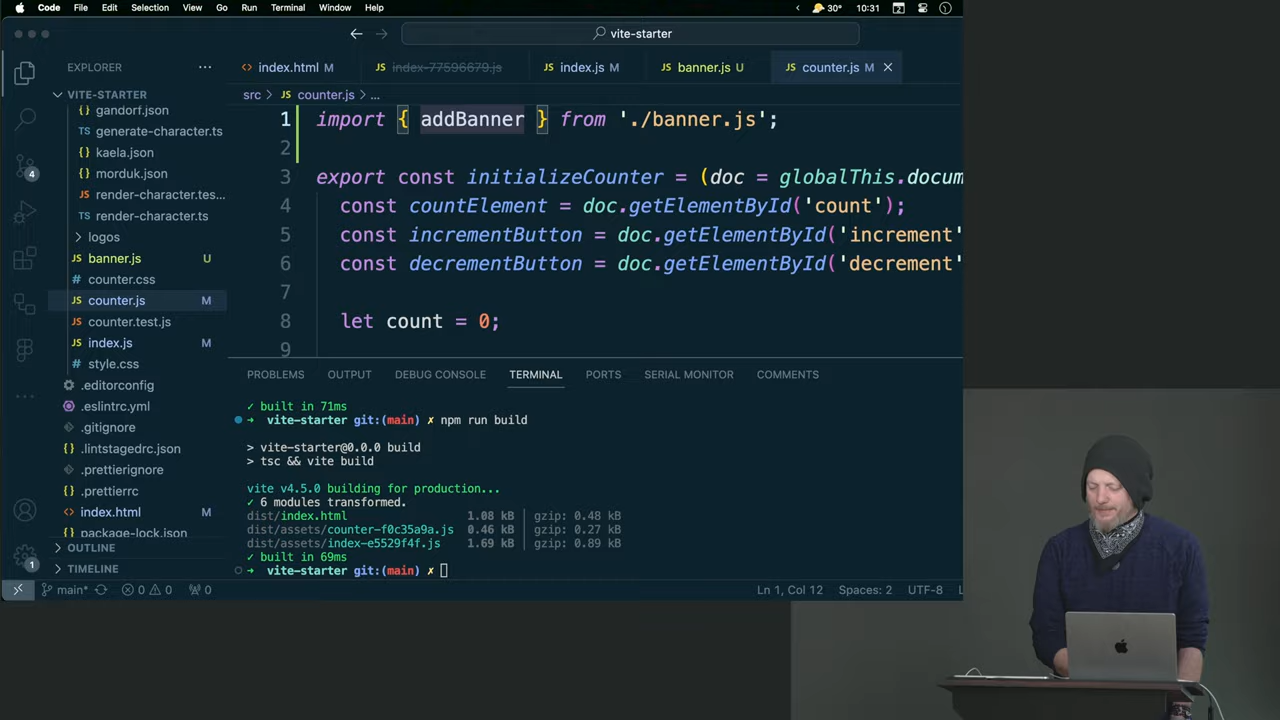 Code File Edit Selection View Go Run Terminal Window Help 30° 10:31
vite-starter
EXPLORER
index.html M index-77596679.js index.js M banner.js U counter.js M
VITE-STARTER
src > JS counter.js > ...
gandorf.json
TS generate-character.ts
kaela.json
morduk.json
TS render-character.tes...
TS render-character.ts
logos
JS banner.js U
# counter.css
JS counter.js M
JS counter.test.js
JS index.js M
# style.css
.editorconfig
.eslintrc.yml
.gitignore
.lintstagedrc.json
.prettierignore
.prettierrc
index.html M
package-lock.json
OUTLINE
TIMELINE
4
1
1 import { addBanner } from './banner.js';
2
3 export const initializeCounter = (doc = globalThis.docum
4 const countElement = doc.getElementById('count');
5 const incrementButton = doc.getElementById('increment'
6 const decrementButton = doc.getElementById('decrement'
7
8 let count = 0;
9
PROBLEMS OUTPUT DEBUG CONSOLE TERMINAL PORTS SERIAL MONITOR COMMENTS
✓ built in 71ms
➜ vite-starter git:(main) ✗ npm run build
> vite-starter@0.0.0 build
> tsc && vite build
vite v4.5.0 building for production...
✓ 6 modules transformed.
dist/index.html 1.08 kB │ gzip: 0.48 kB
dist/assets/counter-f0c35a9a.js 0.46 kB │ gzip: 0.27 kB
dist/assets/index-e5529f4f.js 1.69 kB │ gzip: 0.89 kB
✓ built in 69ms
➜ vite-starter git:(main) ✗
main* 0 0 0 Ln 1, Col 12 Spaces: 2 UTF-8 L